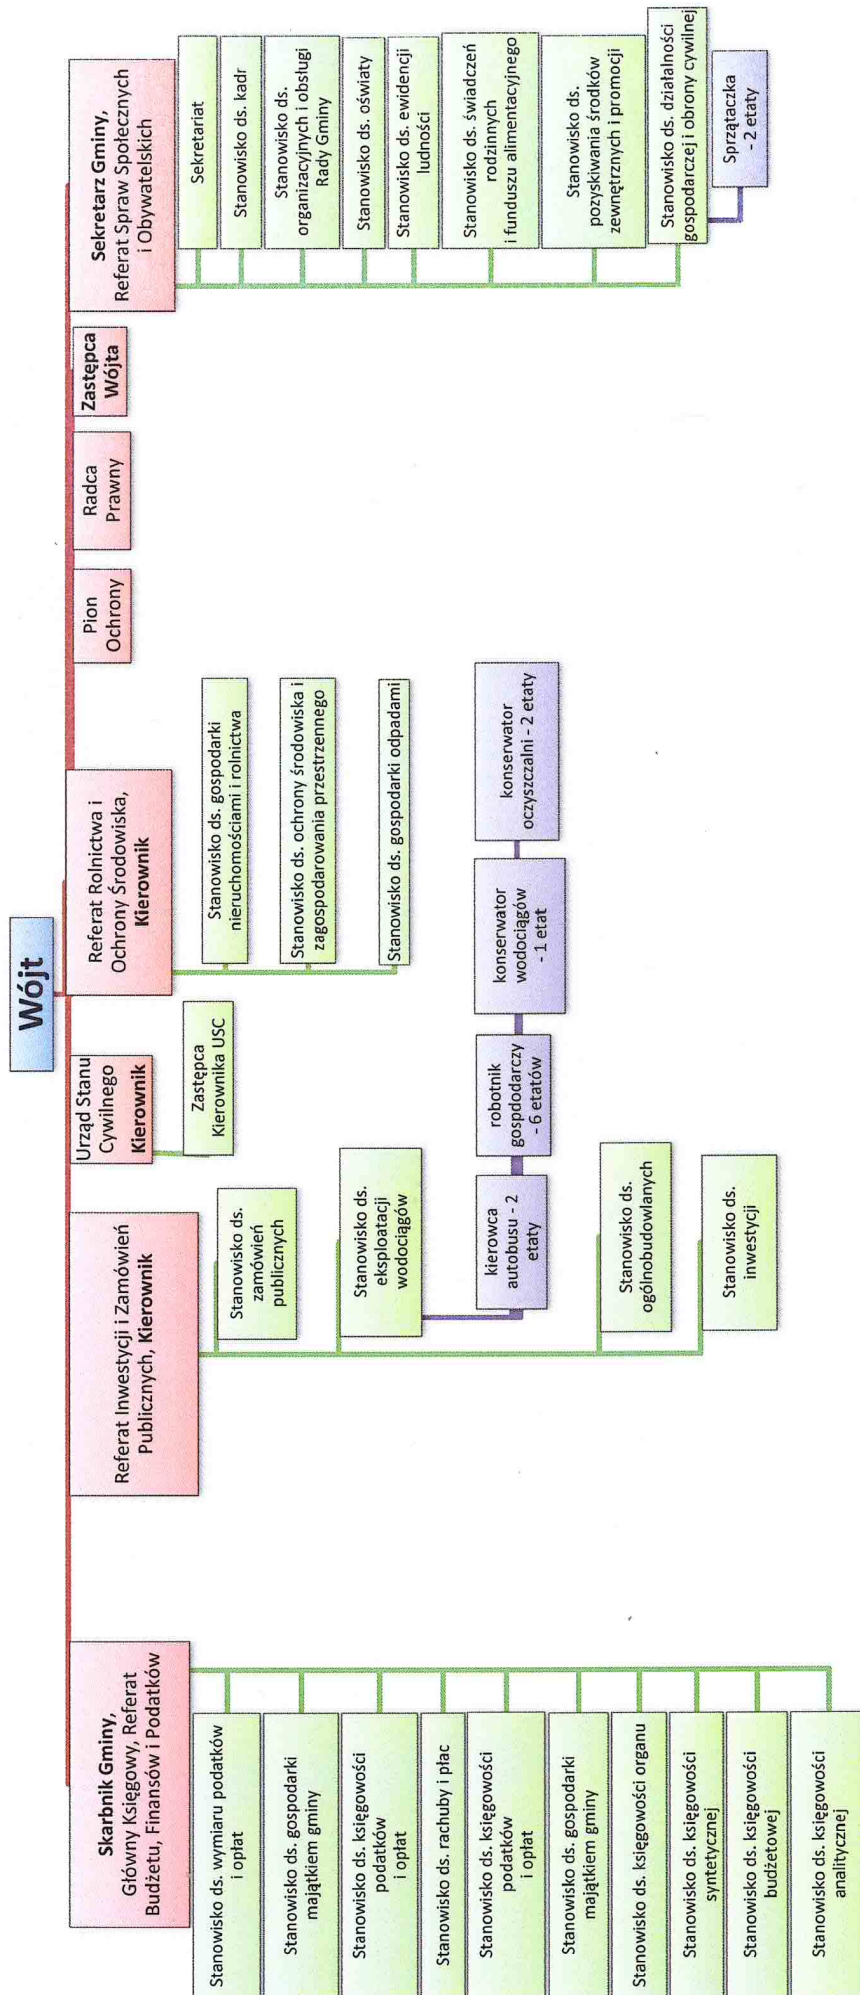 Wójt
Skarbnik Gminy,
Główny Księgowy, Referat
Budżetu, Finansów i Podatków
Stanowisko ds. wymiaru podatków
i opłat
Stanowisko ds. gospodarki
majątkiem gminy
Stanowisko ds. księgowości
podatków
i opłat
Stanowisko ds. rachuby i płac
Stanowisko ds. księgowości
podatków
i opłat
Stanowisko ds. gospodarki
majątkiem gminy
Stanowisko ds. księgowości organu
Stanowisko ds. księgowości
syntetycznej
Stanowisko ds. księgowości
budżetowej
Stanowisko ds. księgowości
analitycznej
Referat Inwestycji i Zamówień
Publicznych, Kierownik
Stanowisko ds.
zamówień
publicznych
Stanowisko ds.
eksploatacji
wodociągów
kierowca
autobusu - 2
etaty
robotnik
gospdodarczy
- 6 etatów
konserwator
wodociągów
- 1 etat
konserwator
oczyszczalni - 2 etaty
Stanowisko ds.
ogólnobudowlanych
Stanowisko ds.
inwestycji
Urząd Stanu
Cywilnego
Kierownik
Zastępca
Kierownika USC
Referat Rolnictwa i
Ochrony Środowiska,
Kierownik
Stanowisko ds. gospodarki
nieruchomościami i rolnictwa
Stanowisko ds. ochrony środowiska i
zagospodarowania przestrzennego
Stanowisko ds. gospodarki odpadami
Pion
Ochrony
Radca
Prawny
Zastępca
Wójta
Sekretarz Gminy,
Referat Spraw Społecznych
i Obywatelskich
Sekretariat
Stanowisko ds. kadr
Stanowisko ds.
organizacyjnych i obsługi
Rady Gminy
Stanowisko ds. oświaty
Stanowisko ds. ewidencji
ludności
Stanowisko ds. świadczeń
rodzinnych
i funduszu alimentacyjnego
Stanowisko ds.
pozyskiwania środków
zewnętrznych i promocji
Stanowisko ds. działalności
gospodarczej i obrony cywilnej
Sprzątaczka
- 2 etaty